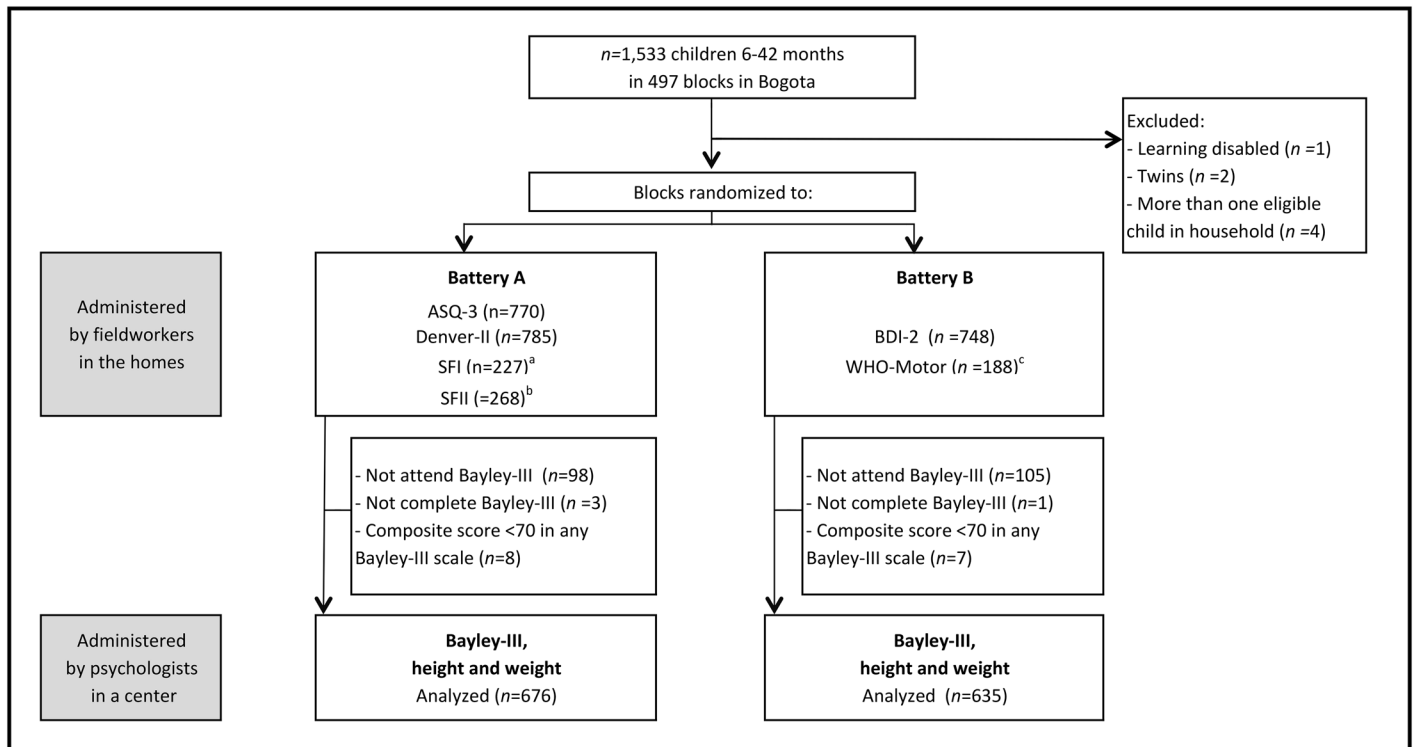 n=1,533 children 6-42 months
in 497 blocks in Bogota
Excluded:
- Learning disabled (n =1)
- Twins (n =2)
- More than one eligible
child in household (n =4)
Blocks randomized to:
Administered
by fieldworkers
in the homes
Battery A
ASQ-3 (n=770)
Denver-II (n=785)
SFI (n=227)a
SFII (=268)b
Battery B
BDI-2 (n =748)
WHO-Motor (n =188)c
- Not attend Bayley-III (n=98)
- Not complete Bayley-III (n =3)
- Composite score <70 in any
Bayley-III scale (n=8)
- Not attend Bayley-III (n=105)
- Not complete Bayley-III (n=1)
- Composite score <70 in any
Bayley-III scale (n=7)
Administered
by psychologists
in a center
Bayley-III,
height and weight
Analyzed (n=676)
Bayley-III,
height and weight
Analyzed (n=635)